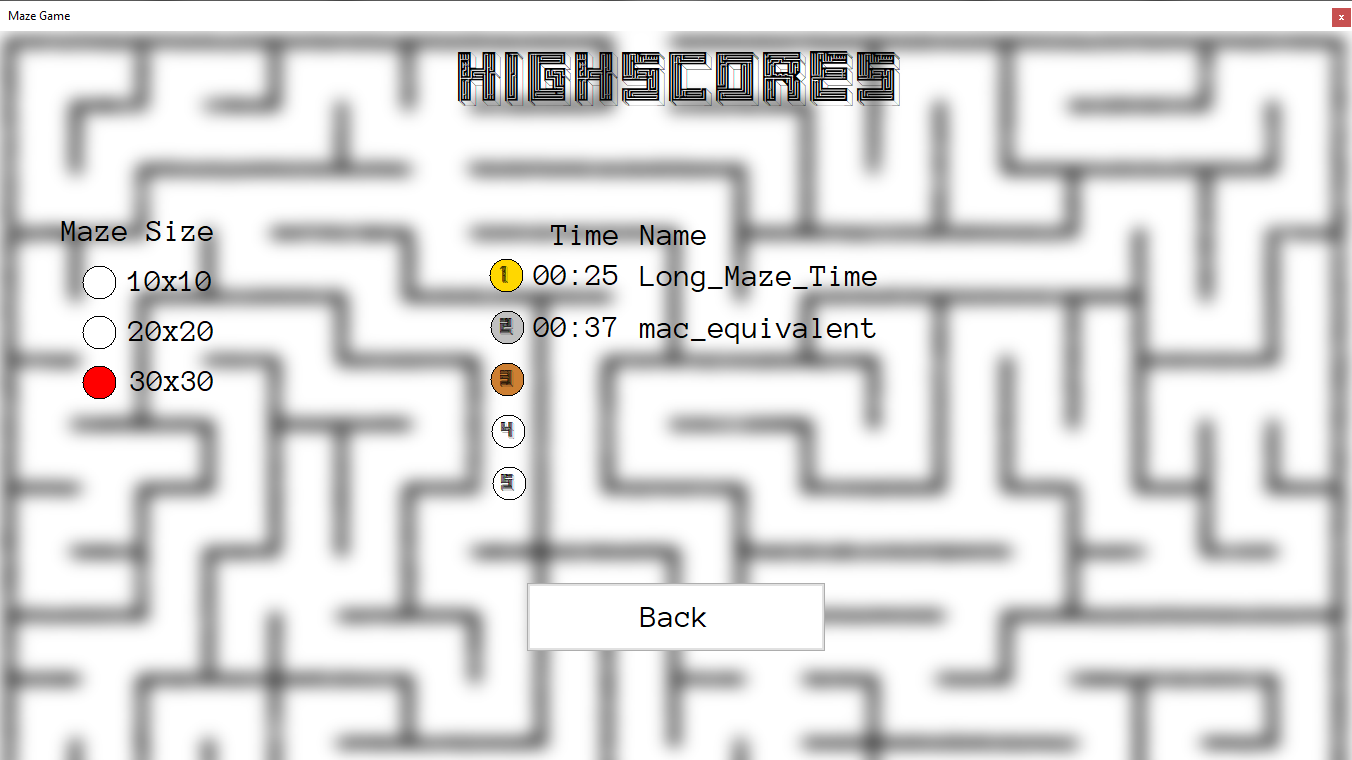 Maze Game
x
HIGHSCORES
Maze Size
10x10
20x20
30x30
Time Name
1 00:25 Long_Maze_Time
2 00:37 mac_equivalent
3
4
5
Back